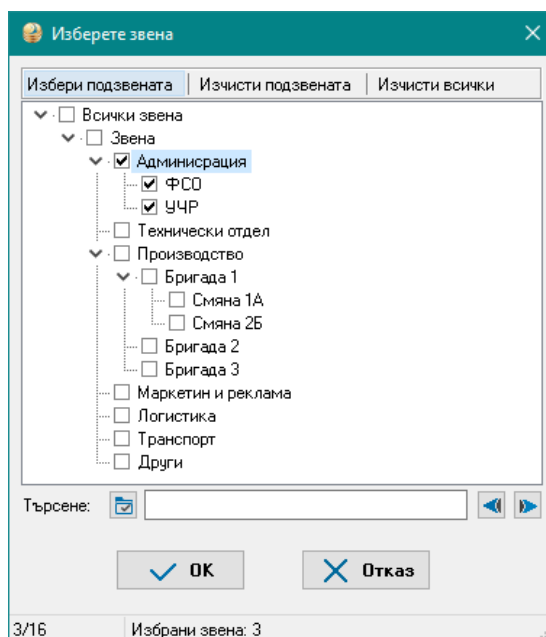 Изберете звена
Избери подзвената Изчисти подзвената Изчисти всички
Всички звена
Звена
Админисрация
ФСО
УЧР
Технически отдел
Производство
Бригада 1
Смяна 1А
Смяна 2Б
Бригада 2
Бригада 3
Маркетин и реклама
Логистика
Транспорт
Други
Търсене:
OK Отказ
3/16 Избрани звена: 3